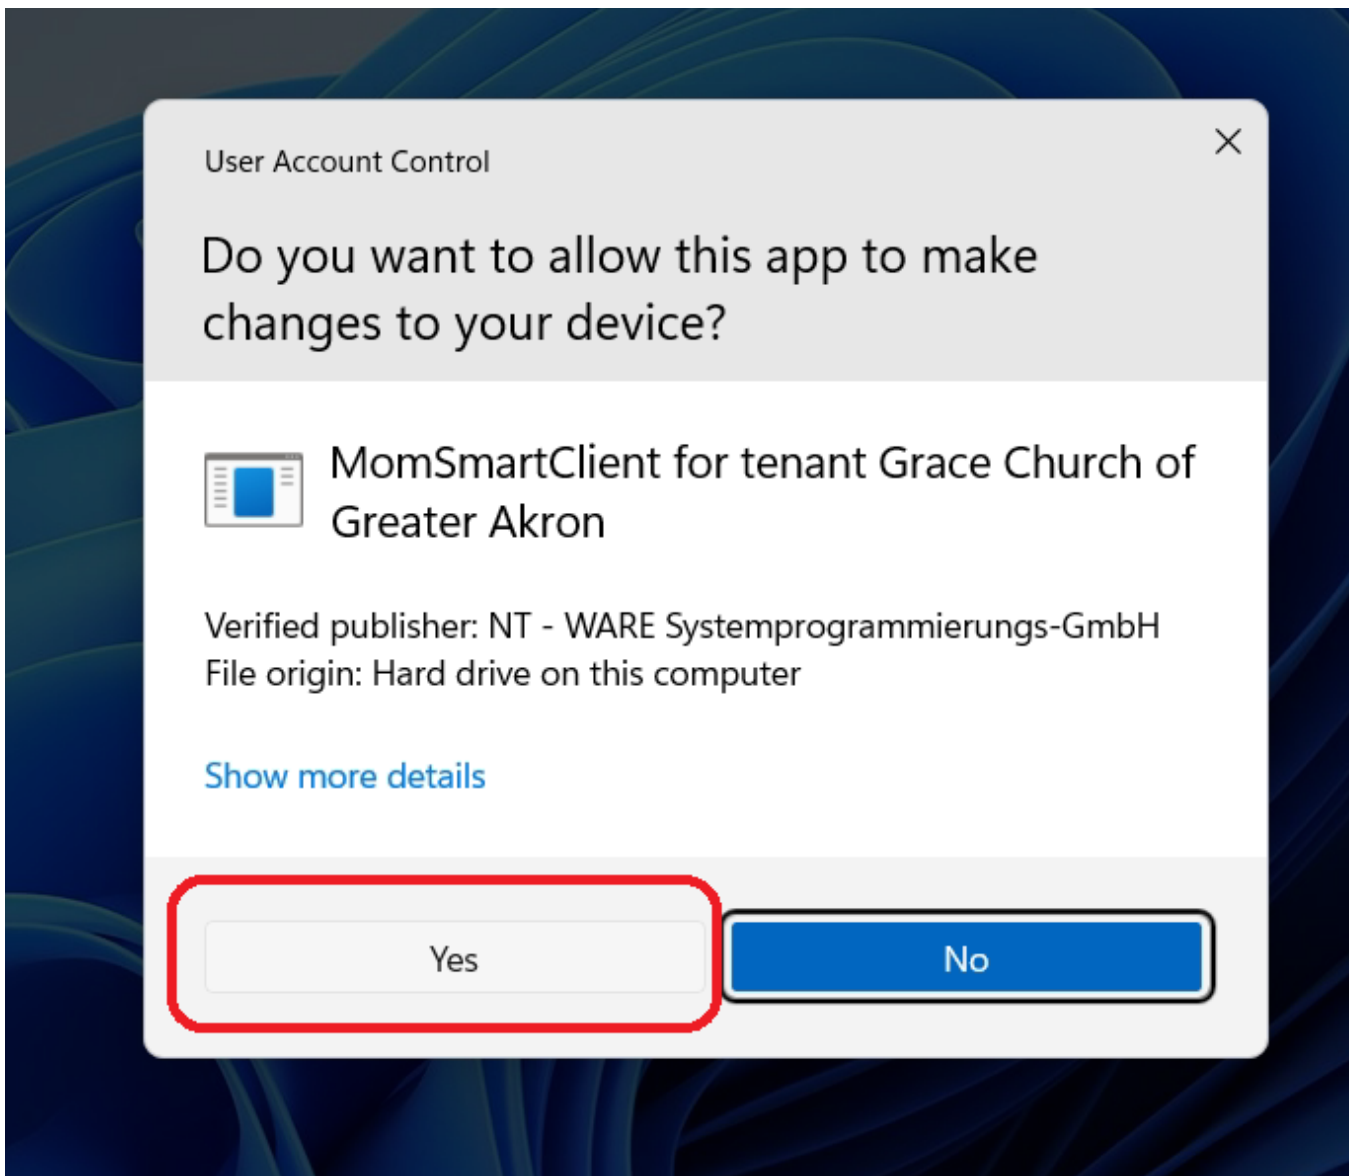 User Account Control
Do you want to allow this app to make
changes to your device?
MomSmartClient for tenant Grace Church of
Greater Akron
Verified publisher: NT - WARE Systemprogrammierungs-GmbH
File origin: Hard drive on this computer
Show more details
Yes
No